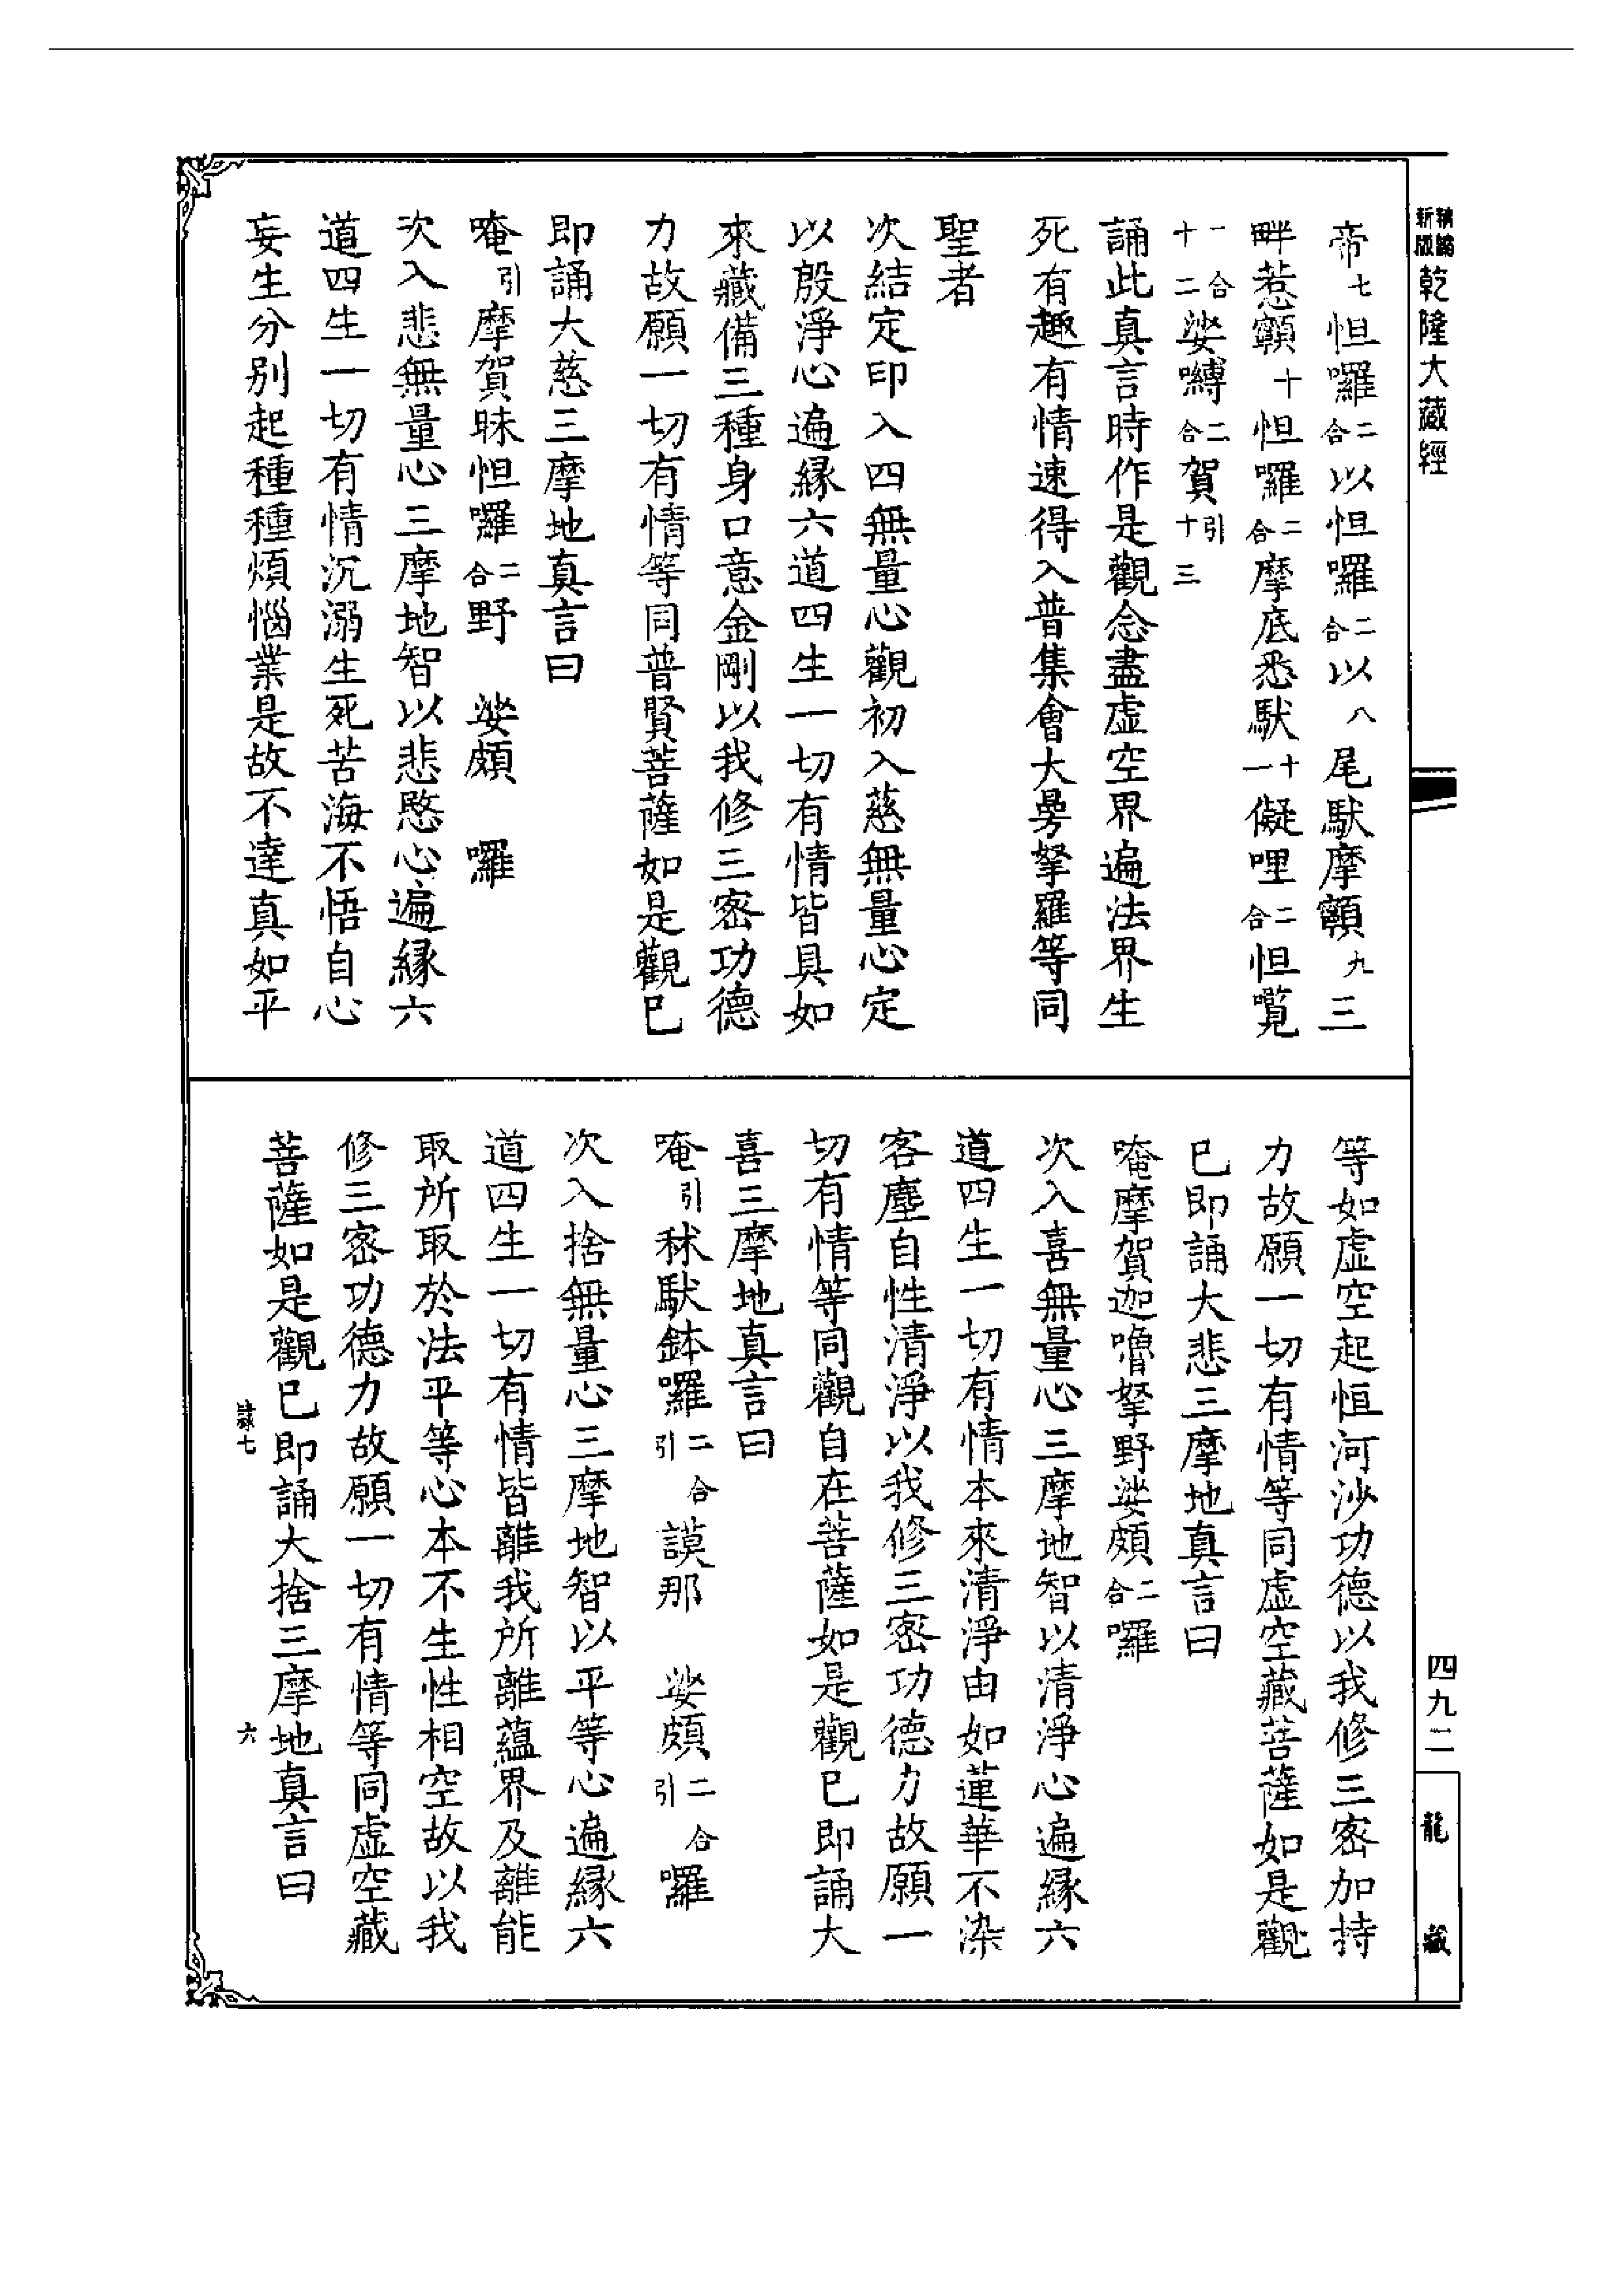 精編新版 乾隆大藏經
帝七怛囉二合以怛囉二合以八尾馱摩顙九三
畔惹顙十怛囉二合摩底悉馱十一儗哩二合怛㘕
一合十二娑嚩二合賀引十三
誦此真言時作是觀念盡虛空界遍法界生
死有趣有情速得入普集會大曼拏羅等同
聖者
次結定印入四無量心觀初入慈無量心定
以殷淨心遍緣六道四生一切有情皆具如
來藏備三種身口意金剛以我修三密功德
力故願一切有情等同普賢菩薩如是觀已
即誦大慈三摩地真言曰
唵引摩賀昧怛囉二合野 娑頗 囉
次入悲無量心三摩地智以悲愍心遍緣六
道四生一切有情沉溺生死苦海不悟自心
妄生分別起種種煩惱業是故不達真如平
等如虛空起恒河沙功德以我修三密加持
力故願一切有情等同虛空藏菩薩如是觀
已即誦大悲三摩地真言曰
唵摩賀迦嚕拏野娑頗二合囉
次入喜無量心三摩地智以清淨心遍緣六
道四生一切有情本來清淨由如蓮華不染
客塵自性清淨以我修三密功德力故願一
切有情等同觀自在菩薩如是觀已即誦大
喜三摩地真言曰
唵引秫馱鉢囉二合引謨那 娑頗二合引囉
次入捨無量心三摩地智以平等心遍緣六
道四生一切有情皆離我所離蘊界及離能
取所取於法平等心本不生性相空故以我
修三密功德力故願一切有情等同虛空藏
菩薩如是觀已即誦大捨三摩地真言曰
隸七 六
四九二
龍藏